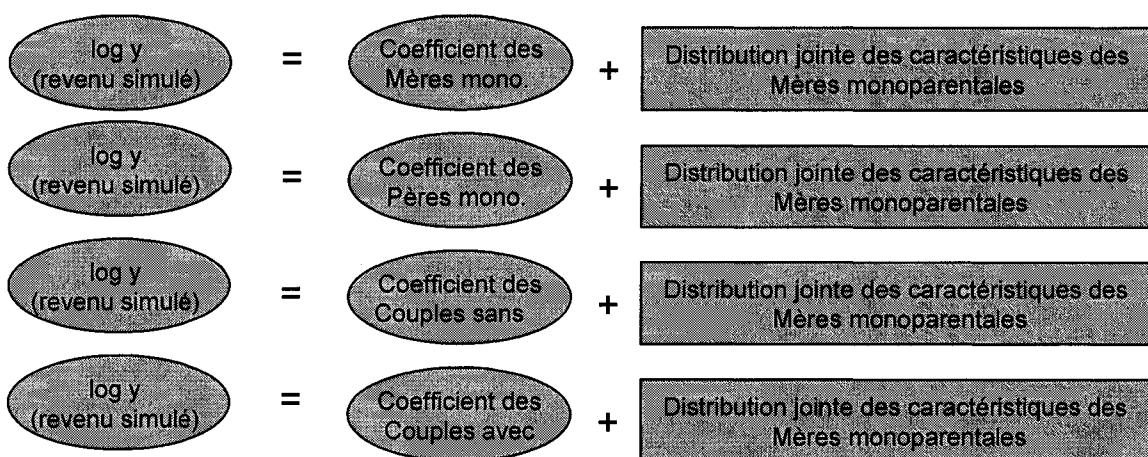 log y
(revenu simulé)
=
Coefficient des
Mères mono.
+
Distribution jointe des caractéristiques des
Mères monoparentales
log y
(revenu simulé)
=
Coefficient des
Pères mono.
+
Distribution jointe des caractéristiques des
Mères monoparentales
log y
(revenu simulé)
=
Coefficient des
Couples sans
+
Distribution jointe des caractéristiques des
Mères monoparentales
log y
(revenu simulé)
=
Coefficient des
Couples avec
+
Distribution jointe des caractéristiques des
Mères monoparentales